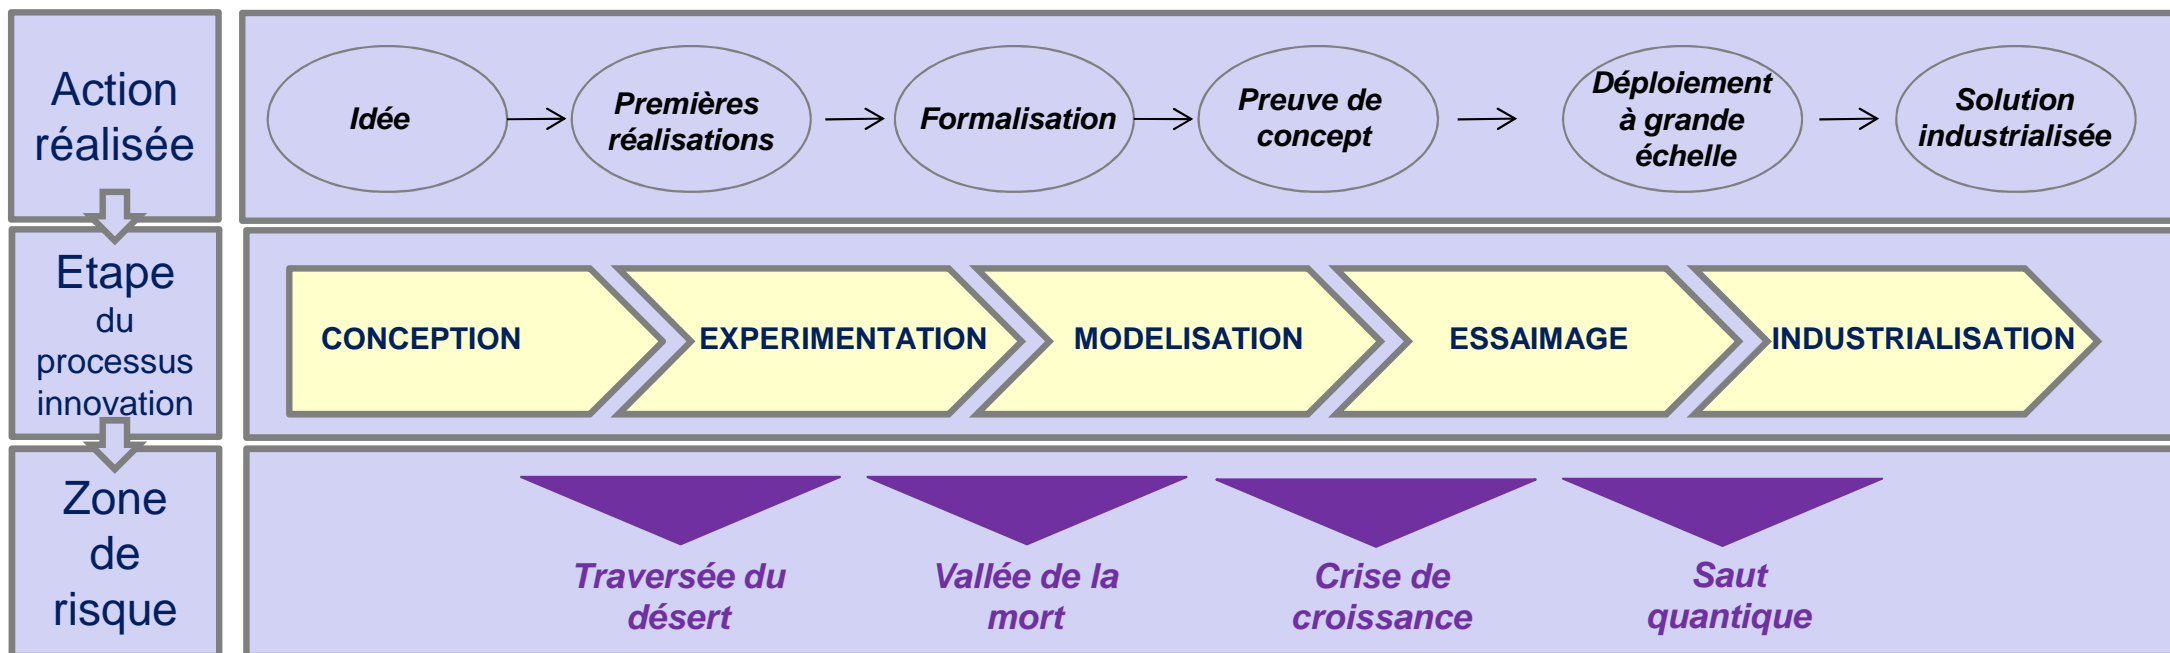 Action
réalisée
Idée
Premières
réalisations
Formalisation
Preuve de
concept
Déploiement
à grande
échelle
Solution
industrialisée
Etape
du
processus
innovation
CONCEPTION
EXPERIMENTATION
MODELISATION
ESSAIMAGE
INDUSTRIALISATION
Zone
de
risque
Traversée du
désert
Vallée de la
mort
Crise de
croissance
Saut
quantique